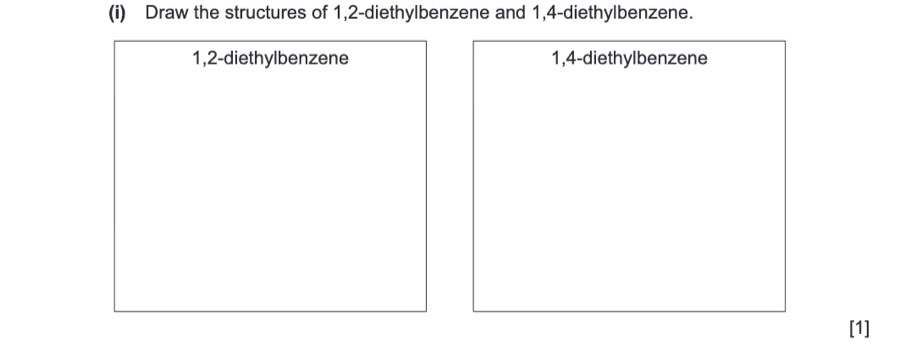 (i) Draw the structures of 1,2-diethylbenzene and 1,4-diethylbenzene.
1,2-diethylbenzene
1,4-diethylbenzene
[1]